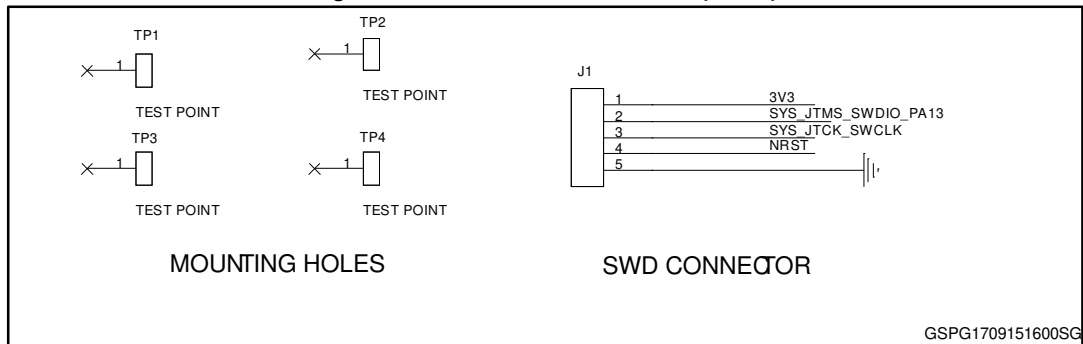 TP1
1
TEST POINT
TP2
1
TEST POINT
TP3
1
TEST POINT
TP4
1
TEST POINT
MOUNTING HOLES
J1
1 3V3
2 SYS_JTMS_SWDIO_PA13
3 SYS_JTCK_SWCLK
4 NRST
5
SWD CONNECTOR
GSPG1709151600SG